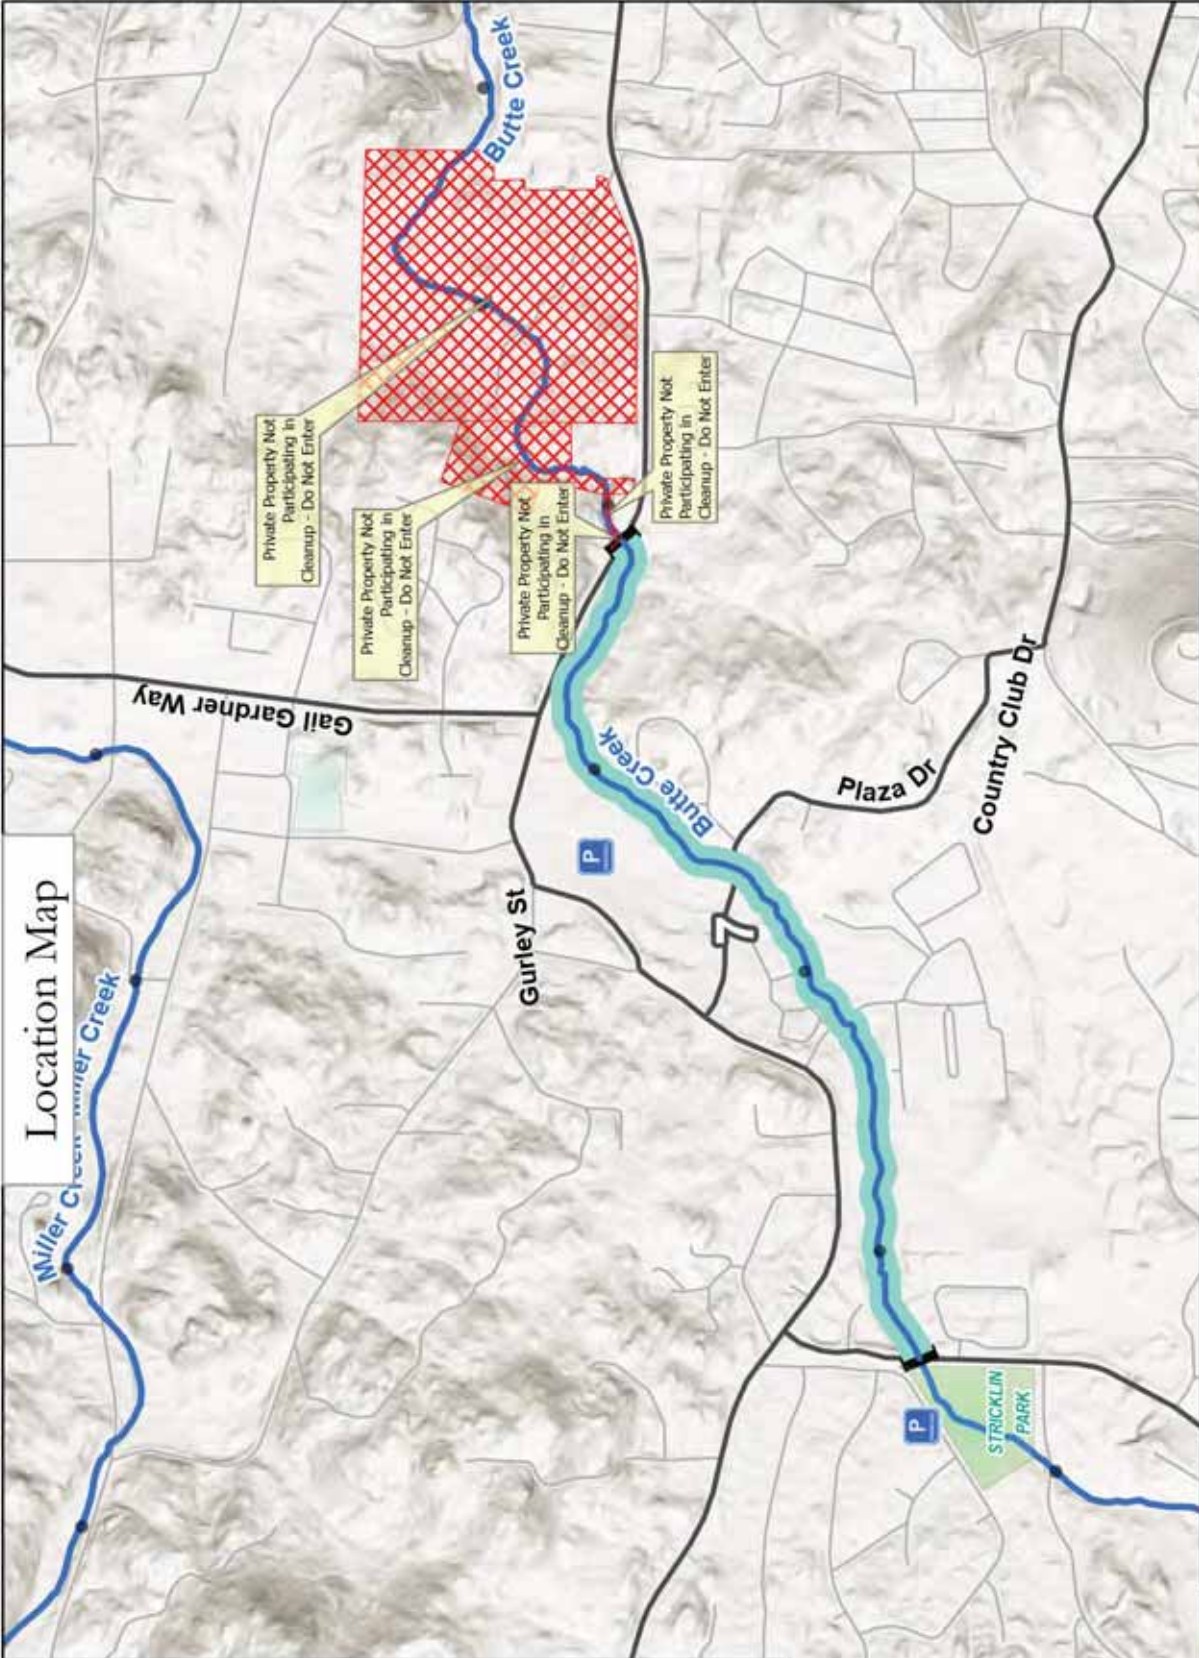 Location Map
Miller Creek
Miller Creek
Gail Gardner Way
Butte Creek
Private Property Not
Participating in
Cleanup - Do Not Enter
Private Property Not
Participating in
Cleanup - Do Not Enter
Private Property Not
Participating in
Cleanup - Do Not Enter
Private Property Not
Participating in
Cleanup - Do Not Enter
Gurley St
P
Butte Creek
7
Plaza Dr
Country Club Dr
P
STRICKLIN
PARK